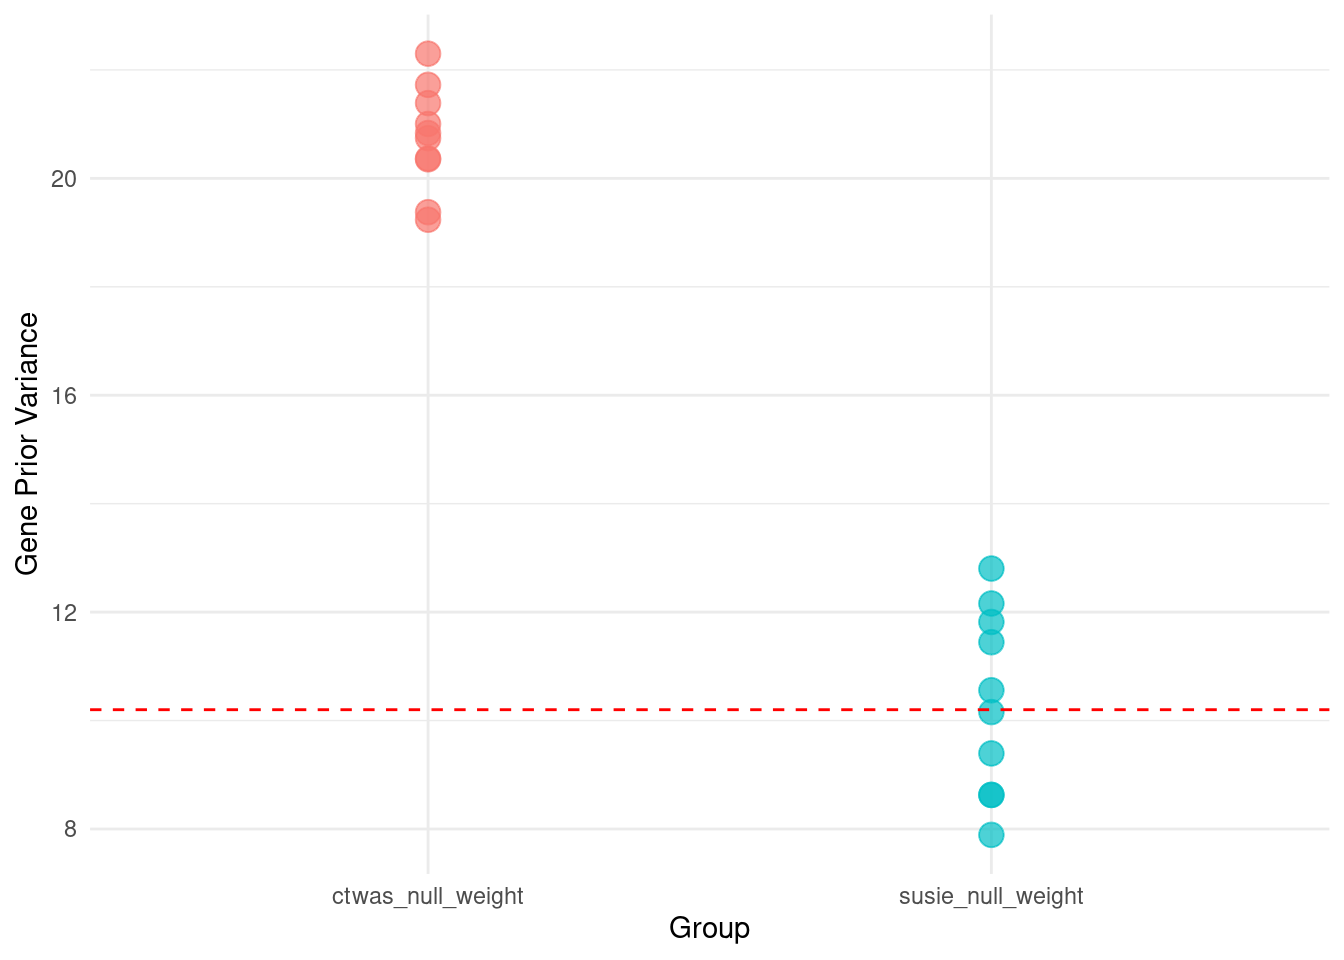 Gene Prior Variance
20
16
12
8
ctwas_null_weight
susie_null_weight
Group